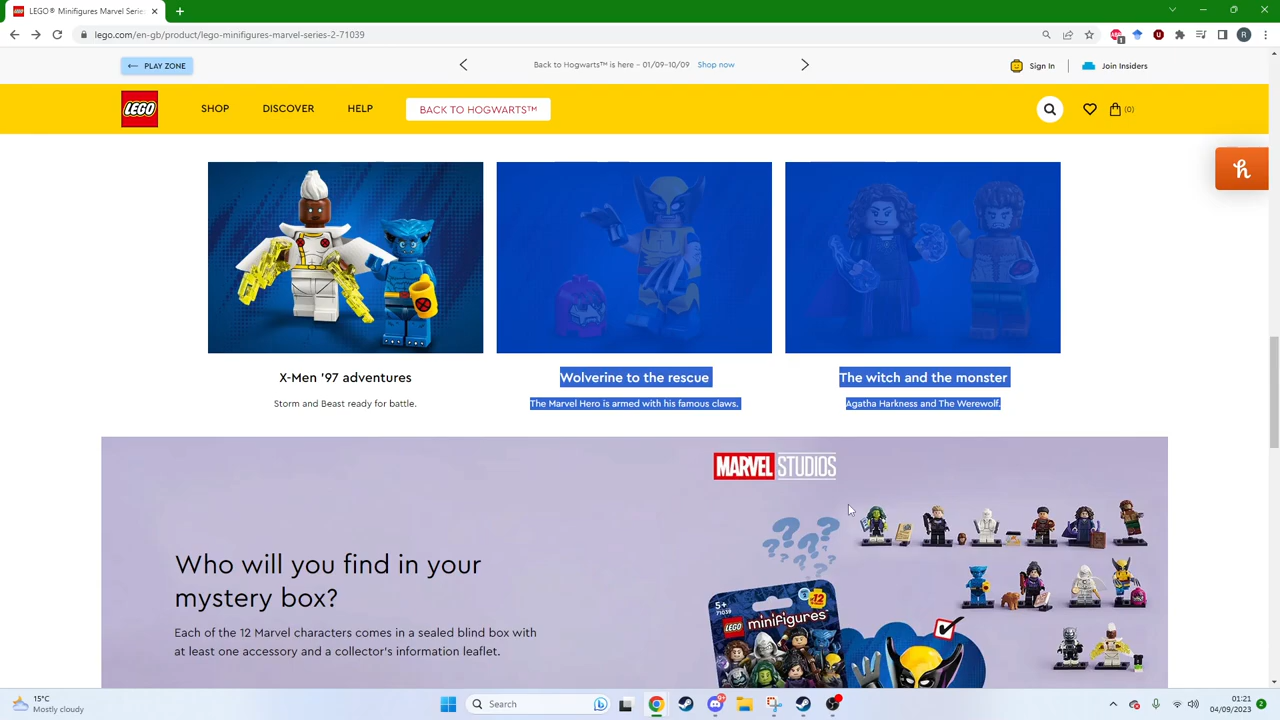 LEGO® Minifigures Marvel Serie
lego.com/en-gb/product/lego-minifigures-marvel-series-2-71039
PLAY ZONE
Back to Hogwarts™ is here - 01/09-10/09 Shop now
Sign In
Join Insiders
LEGO
SHOP
DISCOVER
HELP
BACK TO HOGWARTS™
(0)
X-Men '97 adventures
Storm and Beast ready for battle.
Wolverine to the rescue
The Marvel Hero is armed with his famous claws.
The witch and the monster
Agatha Harkness and The Werewolf.
MARVEL STUDIOS
Who will you find in your
mystery box?
Each of the 12 Marvel characters comes in a sealed blind box with
at least one accessory and a collector's information leaflet.
5+
71039
12
LEGO minifigures
15°C
Mostly cloudy
Search
01:21
04/09/2023